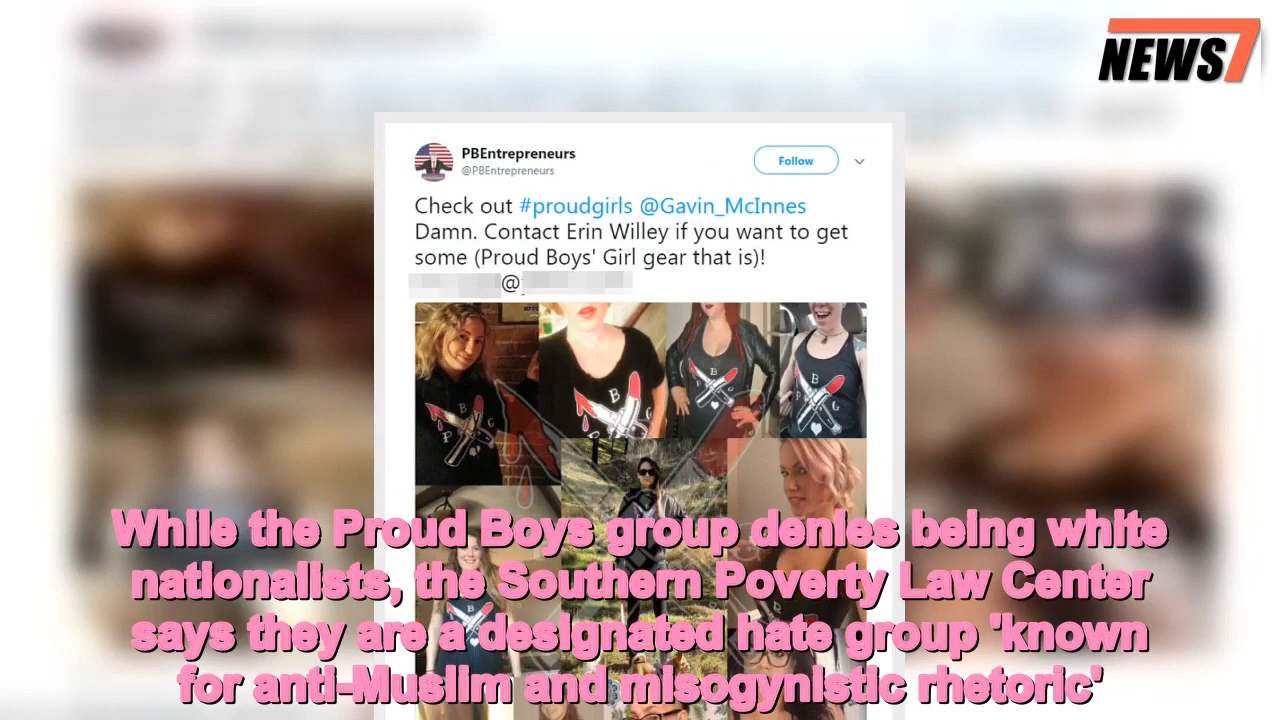 NEWS7
PBEntrepreneurs
@PBEntrepreneurs
Follow
Check out #proudgirls @Gavin_McInnes
Damn. Contact Erin Willey if you want to get
some (Proud Boys' Girl gear that is)!
@
B
P G
B
G
B
P G
While the Proud Boys group denies being white
nationalists, the Southern Poverty Law Center
says they are a designated hate group 'known
for anti-Muslim and misogynistic rhetoric'